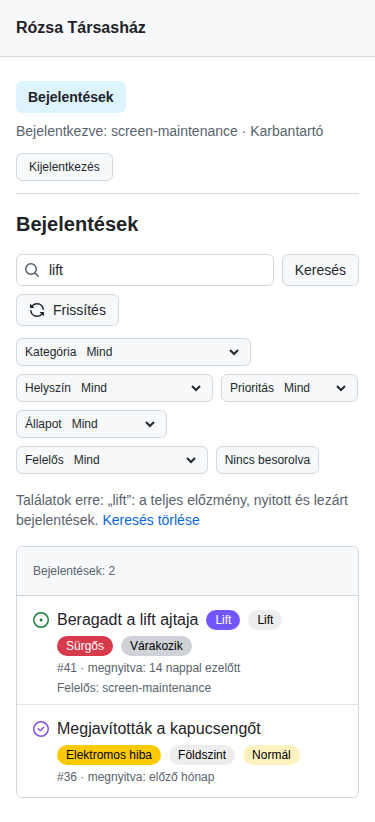 Rózsa Társasház
Bejelentések
Bejelentkezve: screen-maintenance · Karbantartó
Kijelentkezés
Bejelentések
lift
Keresés
Frissítés
Kategória Mind
Helyszín Mind
Prioritás Mind
Állapot Mind
Felelős Mind
Nincs besorolva
Találatok erre: „lift”: a teljes előzmény, nyitott és lezárt
bejelentések. Keresés törlése
Bejelentések: 2
Beragadt a lift ajtaja Lift Lift
Sürgős Várakozik
#41 · megnyitva: 14 nappal ezelőtt
Felelős: screen-maintenance
Megjavították a kapucsengőt
Elektromos hiba Földszint Normál
#36 · megnyitva: előző hónap